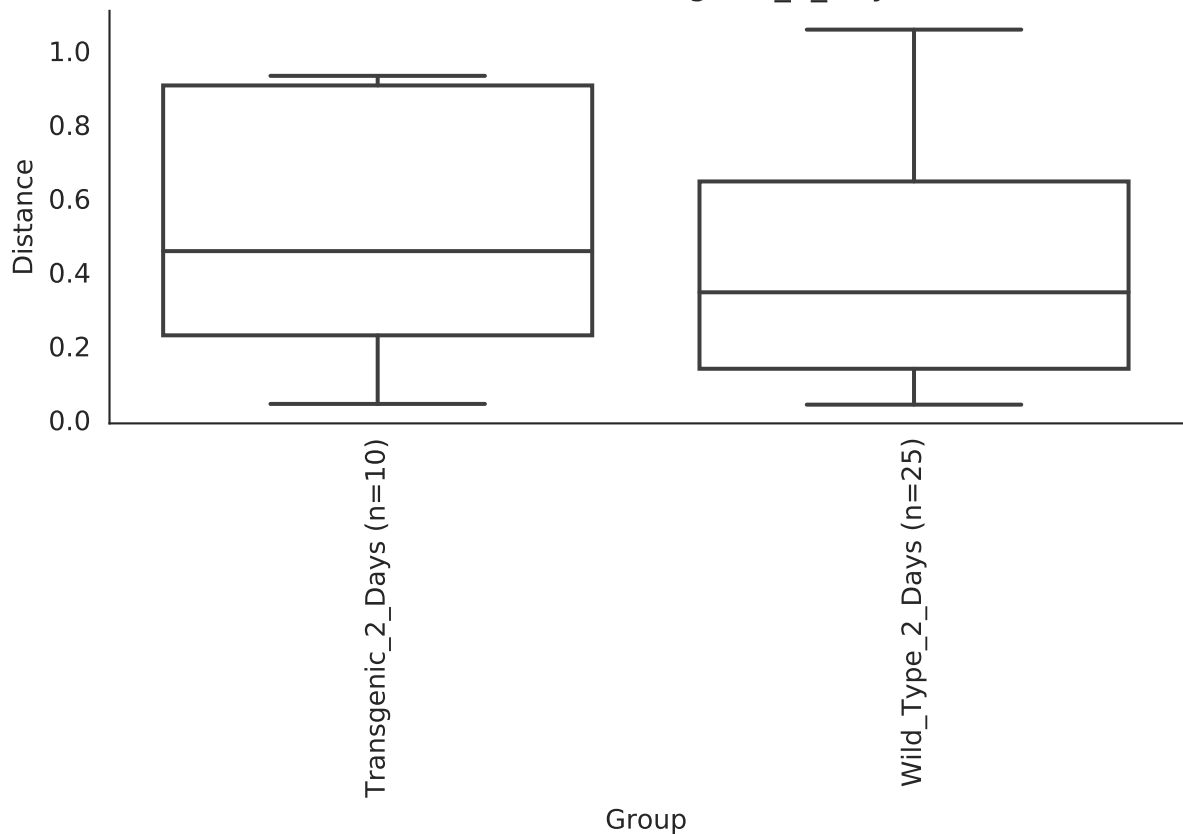 1.0
0.8
0.6
0.4
0.2
0.0
Distance
Transgenic_2_Days (n=10)
Wild_Type_2_Days (n=25)
Group